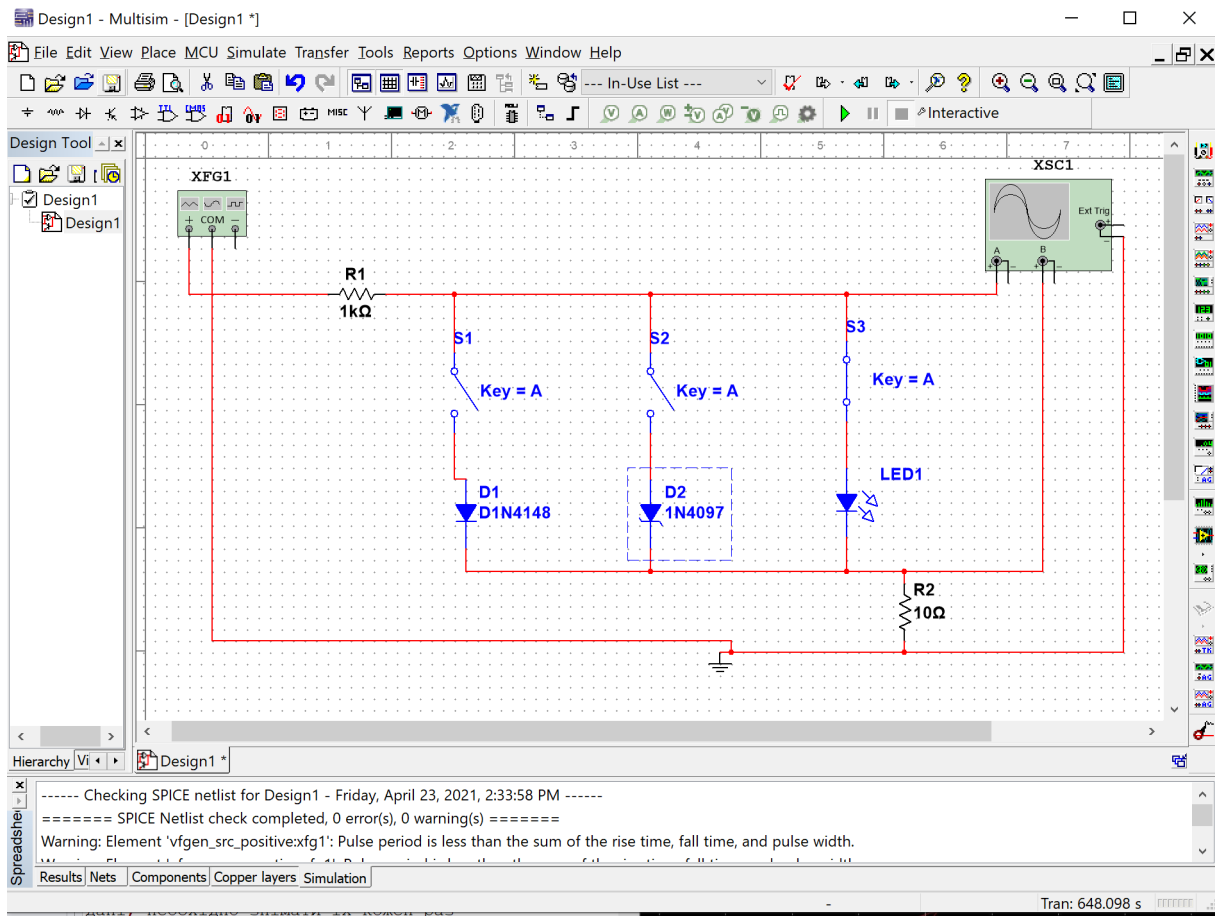 Design1 - Multisim - [Design1 *]
File Edit View Place MCU Simulate Transfer Tools Reports Options Window Help
--- In-Use List ---
MISC
Interactive
Design Tool
Design1
Design1
0 1 2 3 4 5 6 7
XFG1
COM
XSC1
Ext Trig
A
B
R1
1kΩ
S1
Key = A
S2
Key = A
S3
Key = A
D1
D1N4148
D2
1N4097
LED1
R2
10Ω
Hierarchy Vi
Design1 *
------ Checking SPICE netlist for Design1 - Friday, April 23, 2021, 2:33:58 PM ------
======= SPICE Netlist check completed, 0 error(s), 0 warning(s) =======
Warning: Element 'vfgen_src_positive:xfg1': Pulse period is less than the sum of the rise time, fall time, and pulse width.
Results Nets Components Copper layers Simulation
-
Tran: 648.098 s